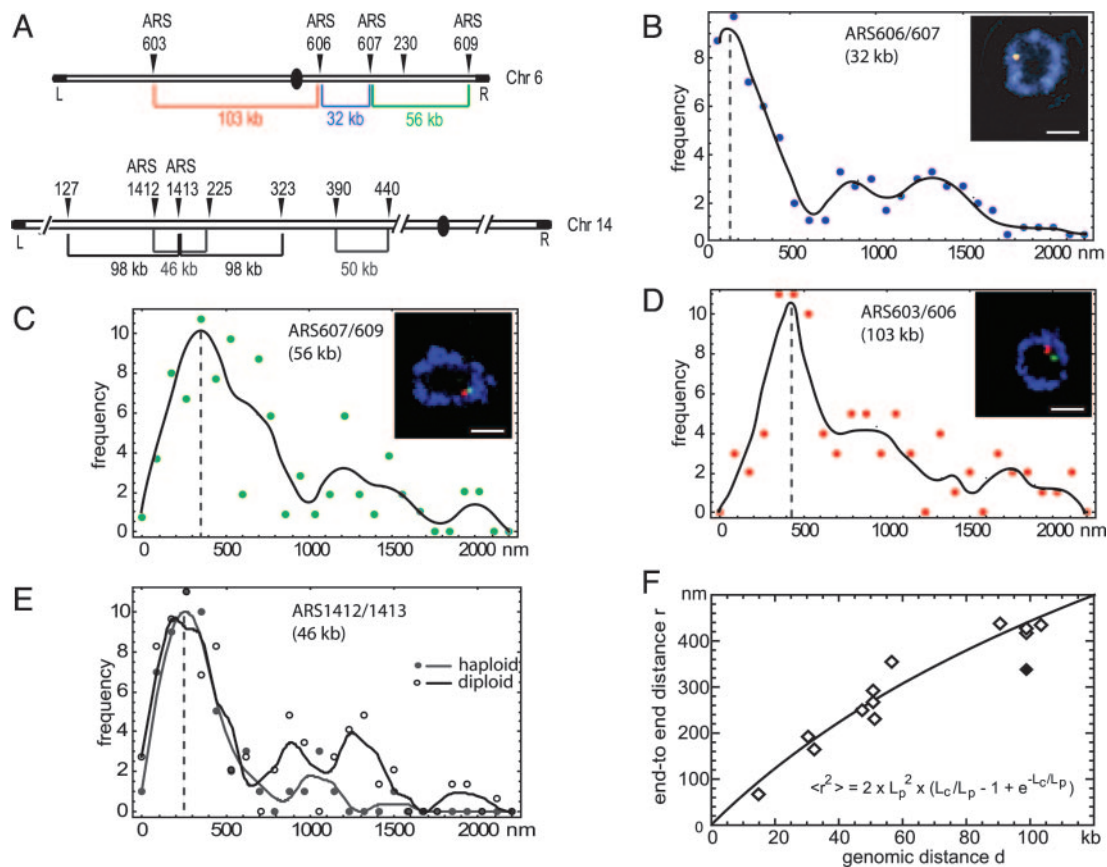 A
ARS ARS ARS ARS
603 606 607 230 609
Chr 6
L R
103 kb 32 kb 56 kb
ARS ARS
127 1412 1413 225 323 390 440
Chr 14
L R
98 kb 46 kb 98 kb 50 kb
B
ARS606/607
(32 kb)
frequency
10
8
6
4
2
0
0 500 1000 1500 2000 nm
C
ARS607/609
(56 kb)
frequency
10
8
6
4
2
0
0 500 1000 1500 2000 nm
D
ARS603/606
(103 kb)
frequency
10
8
6
4
2
0
0 500 1000 1500 2000 nm
E
ARS1412/1413
(46 kb)
haploid
diploid
frequency
10
8
6
4
2
0
0 500 1000 1500 2000 nm
F
nm
400
300
200
100
0
end-to end distance r
<r²> = 2 x Lp² x (Lc/Lp - 1 + e^-Lc/Lp)
0 20 40 60 80 100 kb
genomic distance d